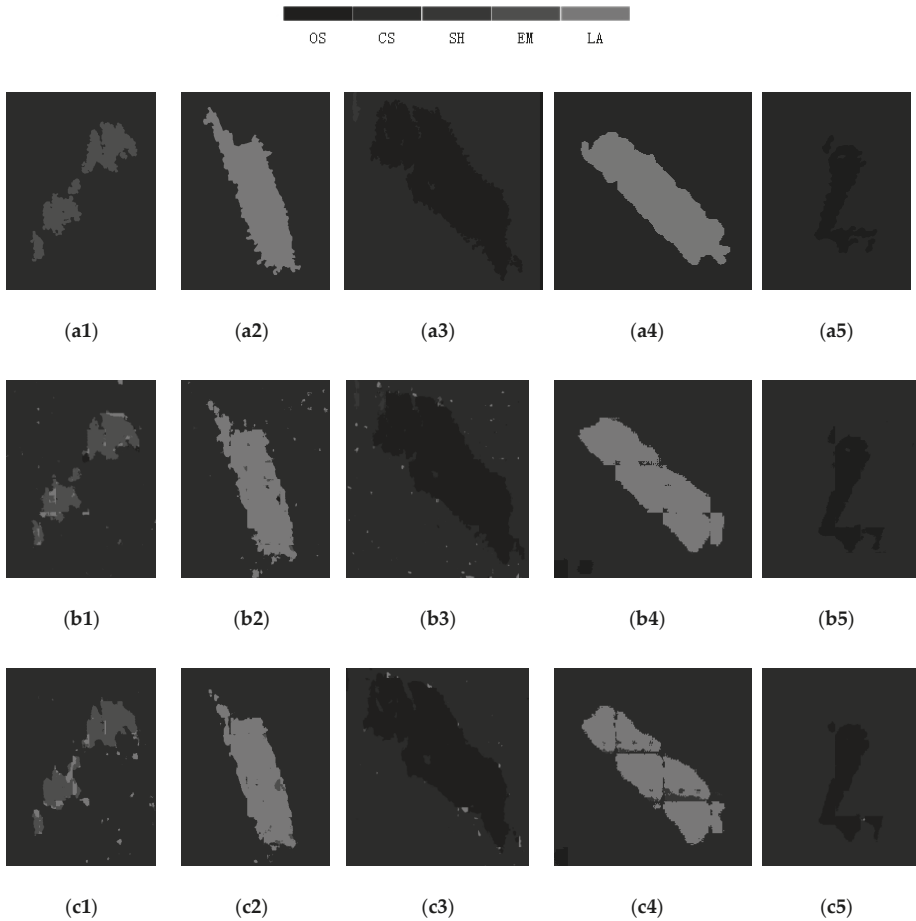 OS CS SH EM LA
(a1) (a2) (a3) (a4) (a5)
(b1) (b2) (b3) (b4) (b5)
(c1) (c2) (c3) (c4) (c5)